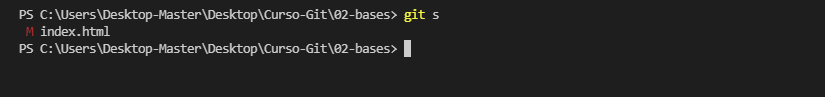 PS C:\Users\Desktop-Master\Desktop\Curso-Git\02-bases> git s
 M index.html
PS C:\Users\Desktop-Master\Desktop\Curso-Git\02-bases>